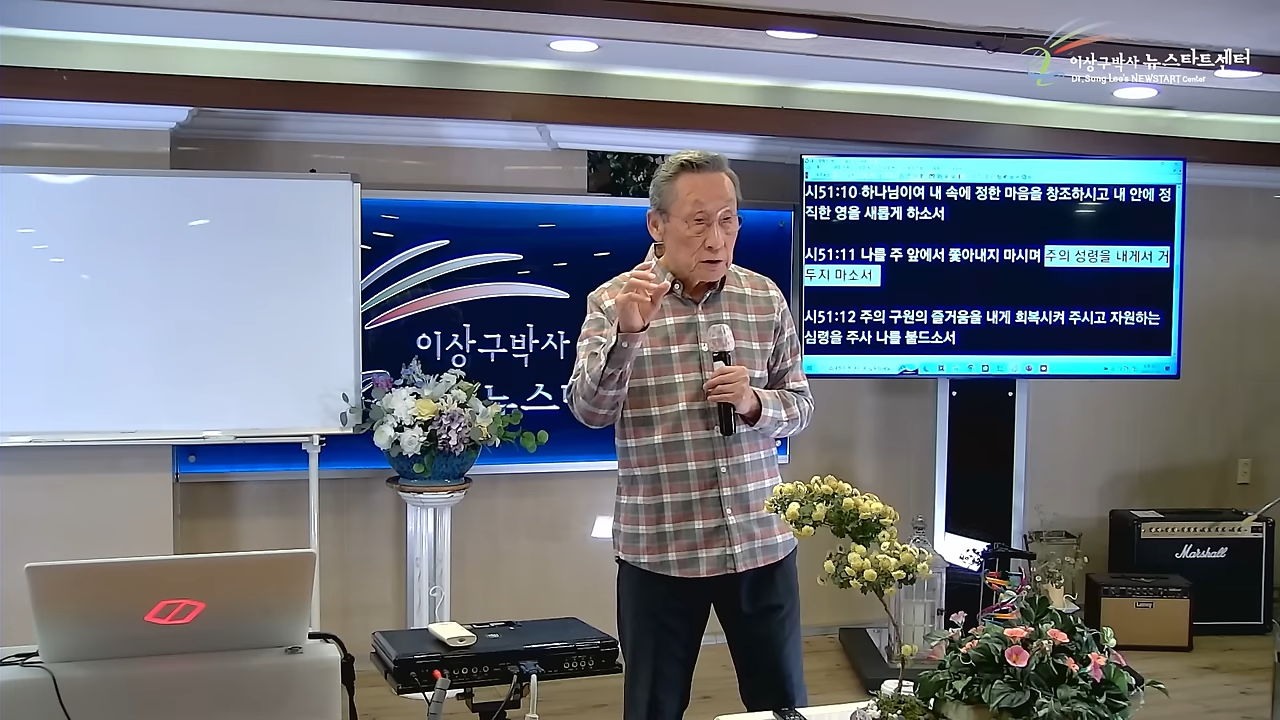 이상구박사 뉴스타트센터
Dr.Sang Lee's NEWSTART Center
시51:10 하나님이여 내 속에 정한 마음을 창조하시고 내 안에 정
직한 영을 새롭게 하소서
시51:11 나를 주 앞에서 쫓아내지 마시며 주의 성령을 내게서 거
두지 마소서
시51:12 주의 구원의 즐거움을 내게 회복시켜 주시고 자원하는
심령을 주사 나를 붙드소서
이상구박사
뉴스
Marshall
Laney